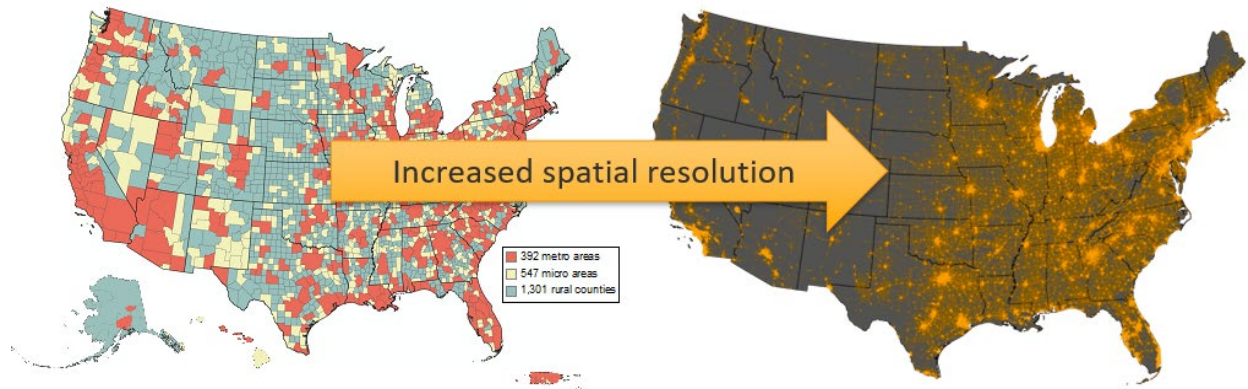 Increased spatial resolution
392 metro areas
547 micro areas
1,301 rural counties